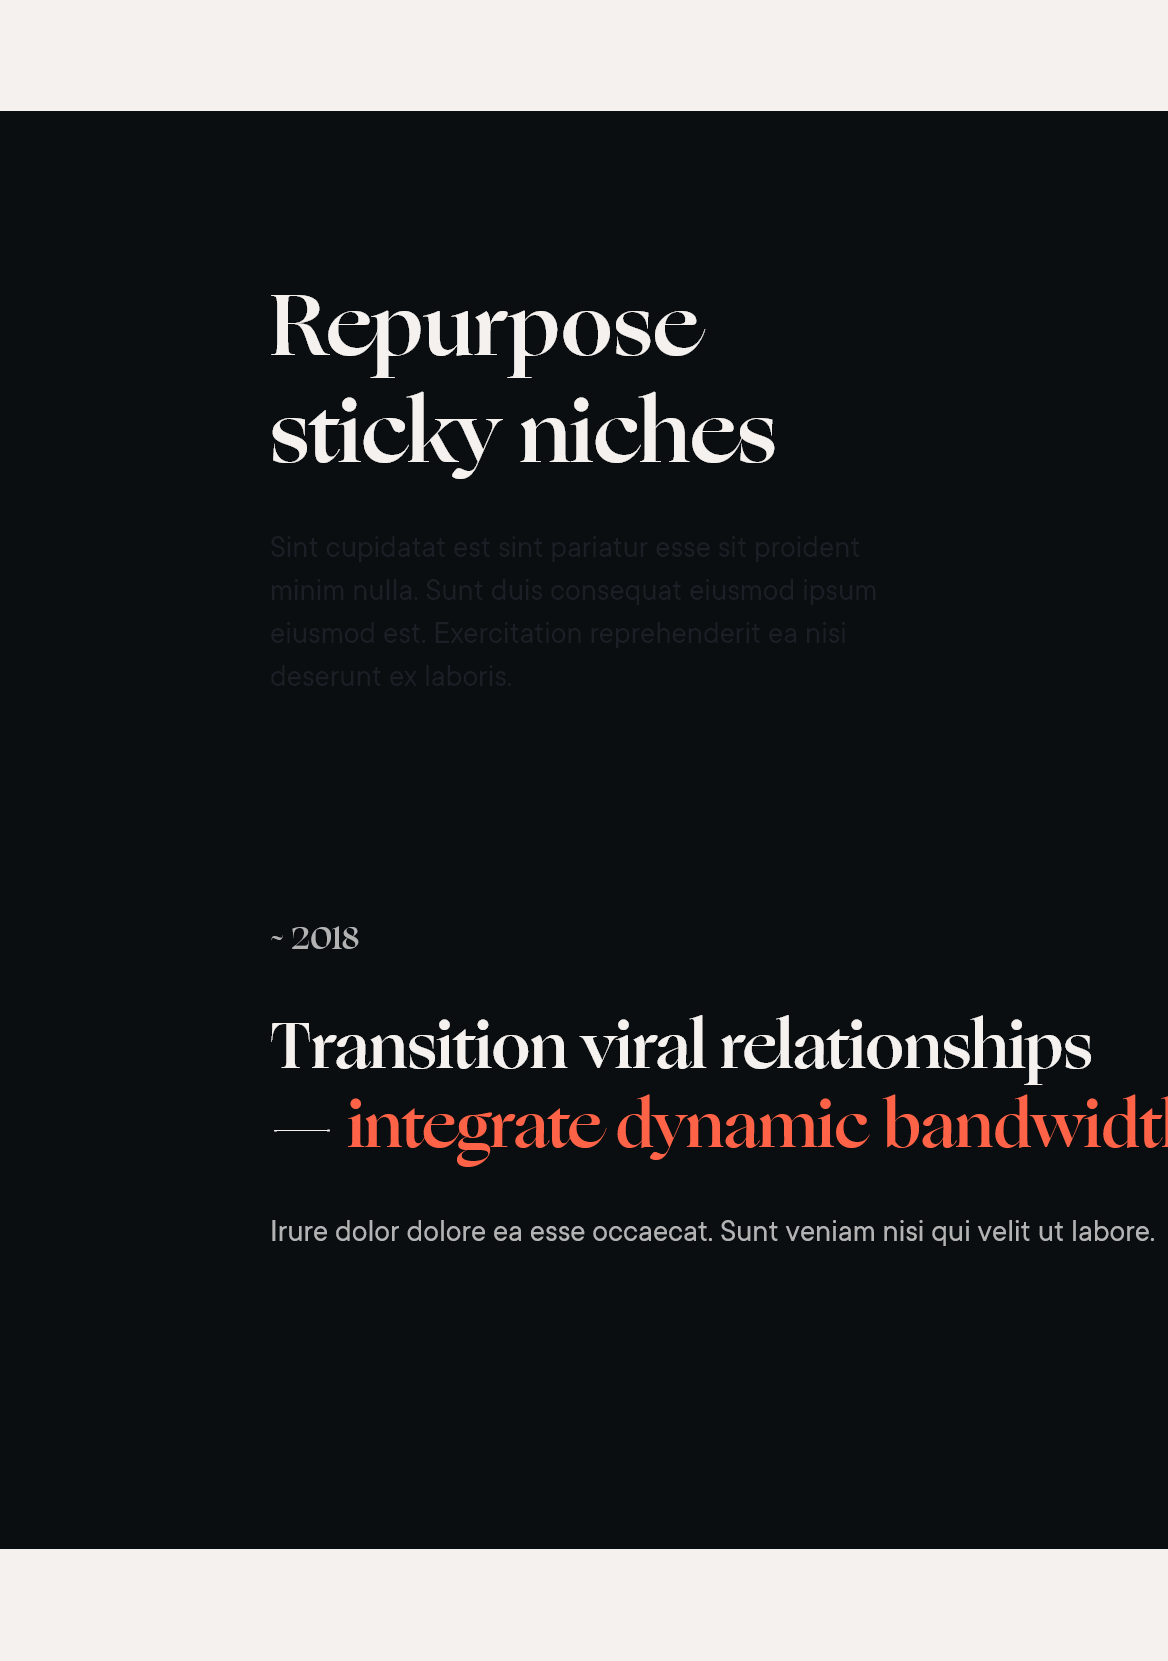 Repurpose
sticky niches
Sint cupidatat est sint pariatur esse sit proident
minim nulla. Sunt duis consequat eiusmod ipsum
eiusmod est. Exercitation reprehenderit ea nisi
deserunt ex laboris.
~ 2018
Transition viral relationships
— integrate dynamic bandwidth
Irure dolor dolore ea esse occaecat. Sunt veniam nisi qui velit ut labore.